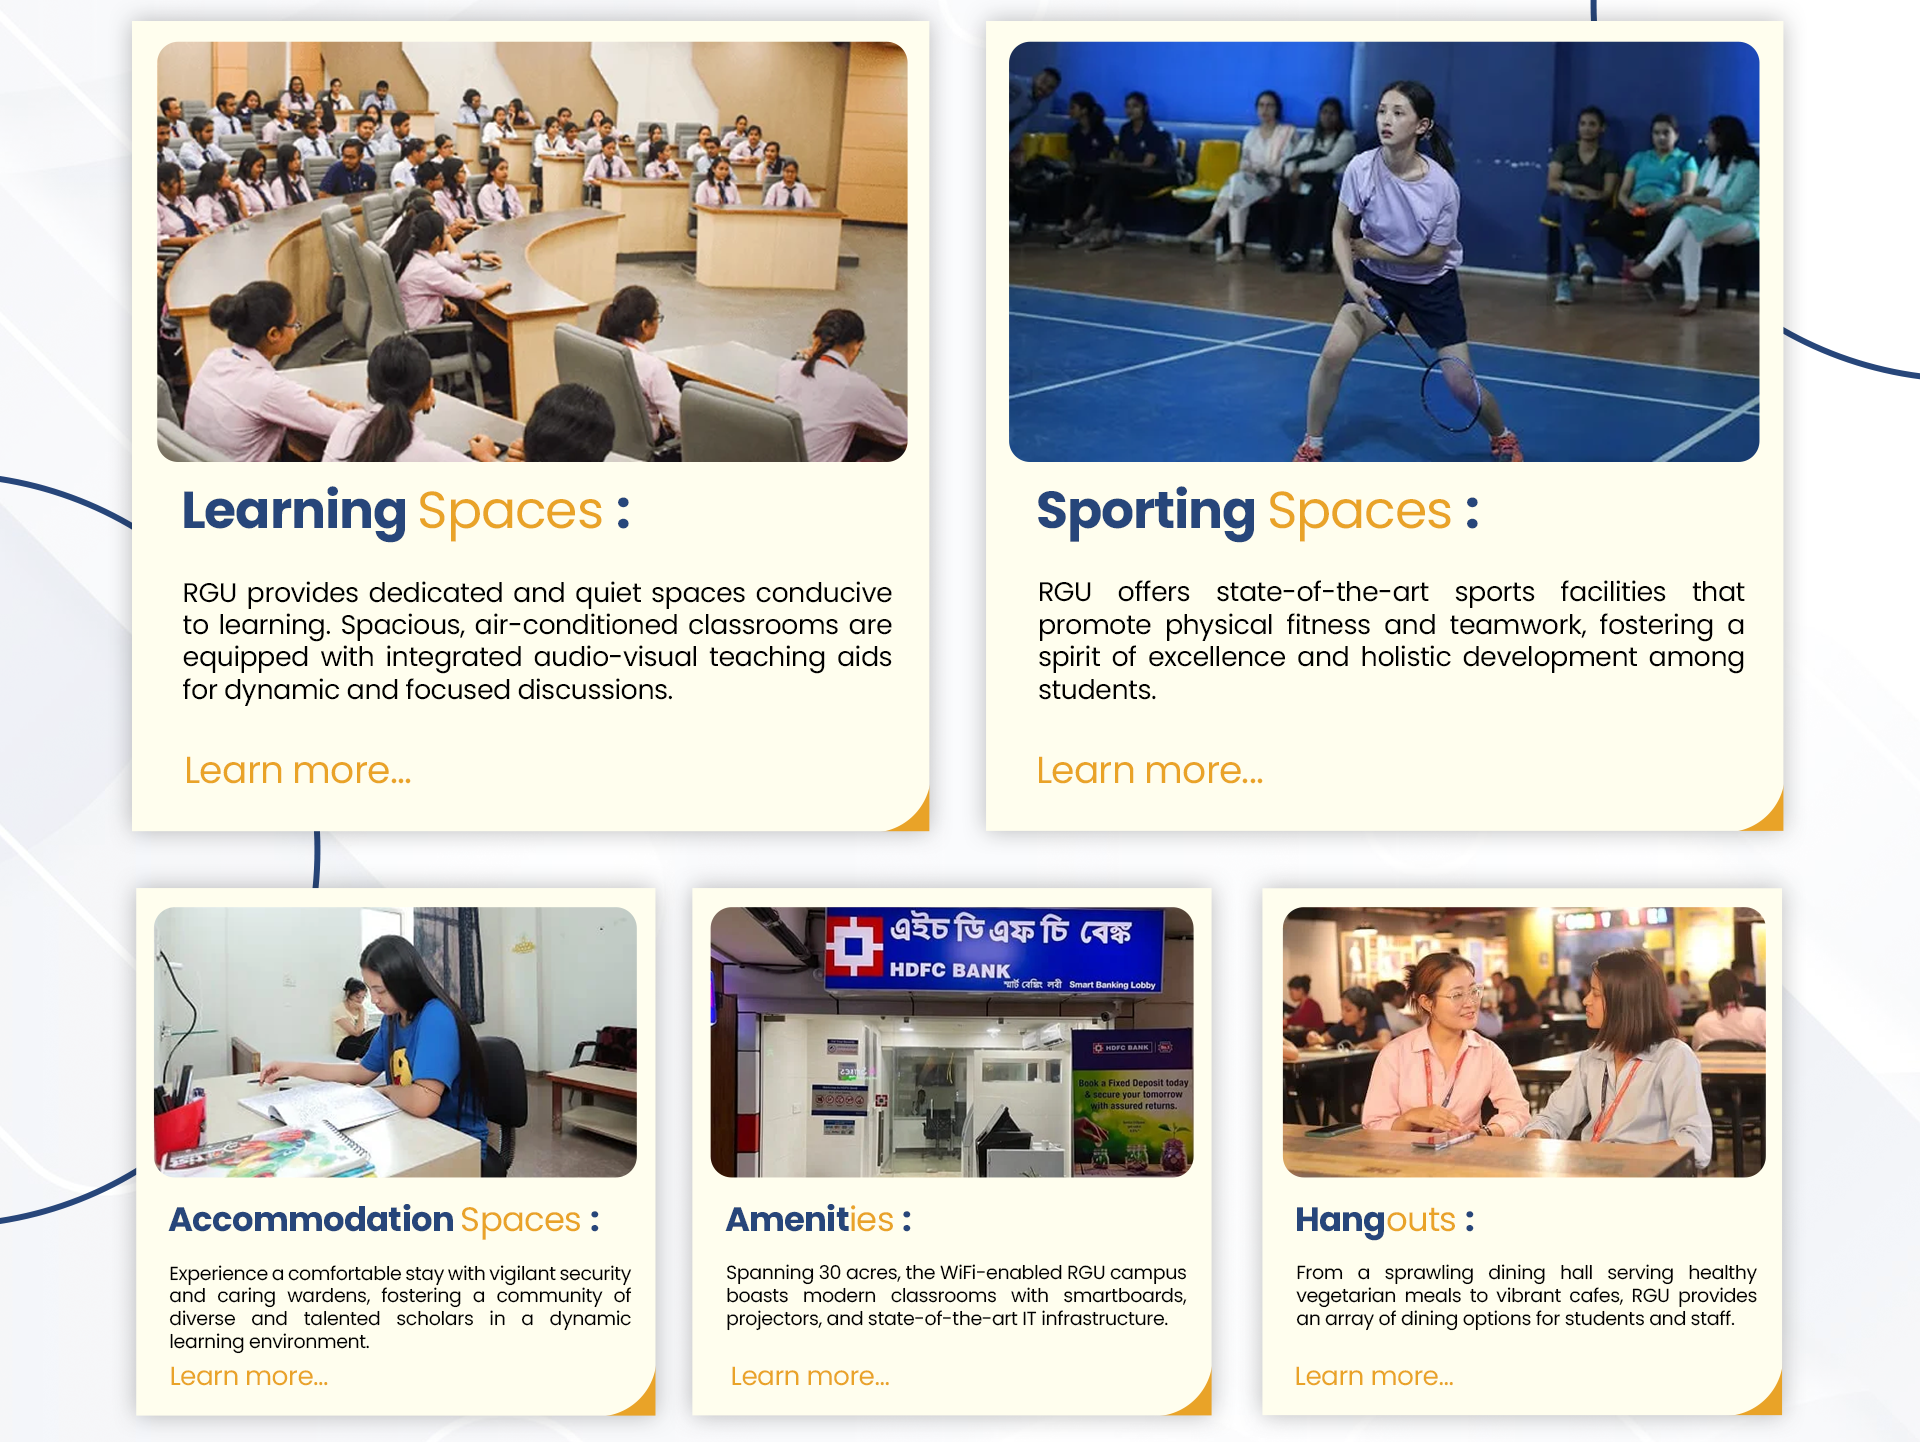 Learning Spaces :
RGU provides dedicated and quiet spaces conducive
to learning. Spacious, air-conditioned classrooms are
equipped with integrated audio-visual teaching aids
for dynamic and focused discussions.
Learn more...
Sporting Spaces :
RGU offers state-of-the-art sports facilities that
promote physical fitness and teamwork, fostering a
spirit of excellence and holistic development among
students.
Learn more...
Accommodation Spaces :
Experience a comfortable stay with vigilant security
and caring wardens, fostering a community of
diverse and talented scholars in a dynamic
learning environment.
Learn more...
এইচ ডি এফ চি বেঙ্ক
HDFC BANK
স্মার্ট বেঙ্কিং লবী Smart Banking Lobby
HDFC BANK
Book a Fixed Deposit today
& secure your tomorrow
with assured returns.
Amenities :
Spanning 30 acres, the WiFi-enabled RGU campus
boasts modern classrooms with smartboards,
projectors, and state-of-the-art IT infrastructure.
Learn more...
Hangouts :
From a sprawling dining hall serving healthy
vegetarian meals to vibrant cafes, RGU provides
an array of dining options for students and staff.
Learn more...